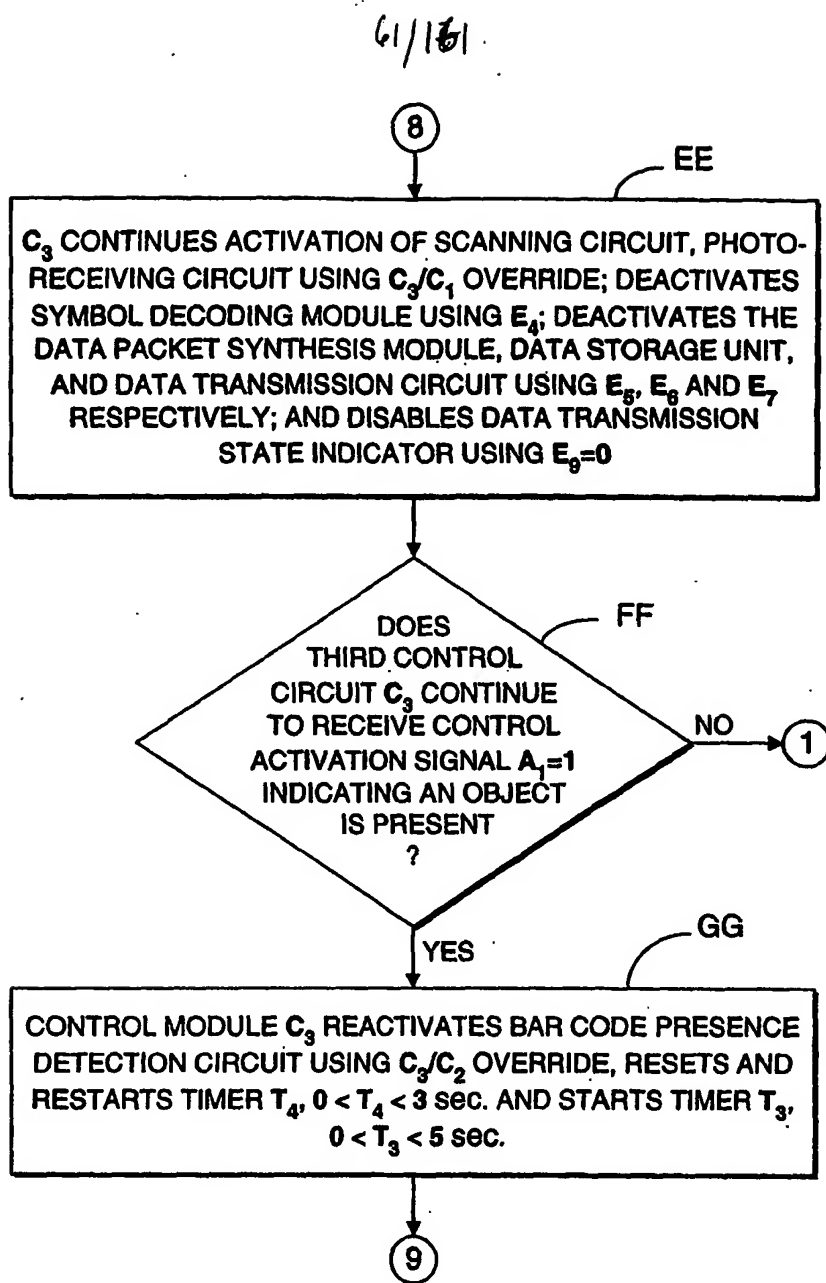 61/161
8
EE
C₃ CONTINUES ACTIVATION OF SCANNING CIRCUIT, PHOTO-
RECEIVING CIRCUIT USING C₃/C₁ OVERRIDE; DEACTIVATES
SYMBOL DECODING MODULE USING E₄; DEACTIVATES THE
DATA PACKET SYNTHESIS MODULE, DATA STORAGE UNIT,
AND DATA TRANSMISSION CIRCUIT USING E₅, E₆ AND E₇
RESPECTIVELY; AND DISABLES DATA TRANSMISSION
STATE INDICATOR USING E₉=0
FF
DOES
THIRD CONTROL
CIRCUIT C₃ CONTINUE
TO RECEIVE CONTROL
ACTIVATION SIGNAL A₁=1
INDICATING AN OBJECT
IS PRESENT
?
NO
1
YES
GG
CONTROL MODULE C₃ REACTIVATES BAR CODE PRESENCE
DETECTION CIRCUIT USING C₃/C₂ OVERRIDE, RESETS AND
RESTARTS TIMER T₄, 0 < T₄ < 3 sec. AND STARTS TIMER T₃,
0 < T₃ < 5 sec.
9